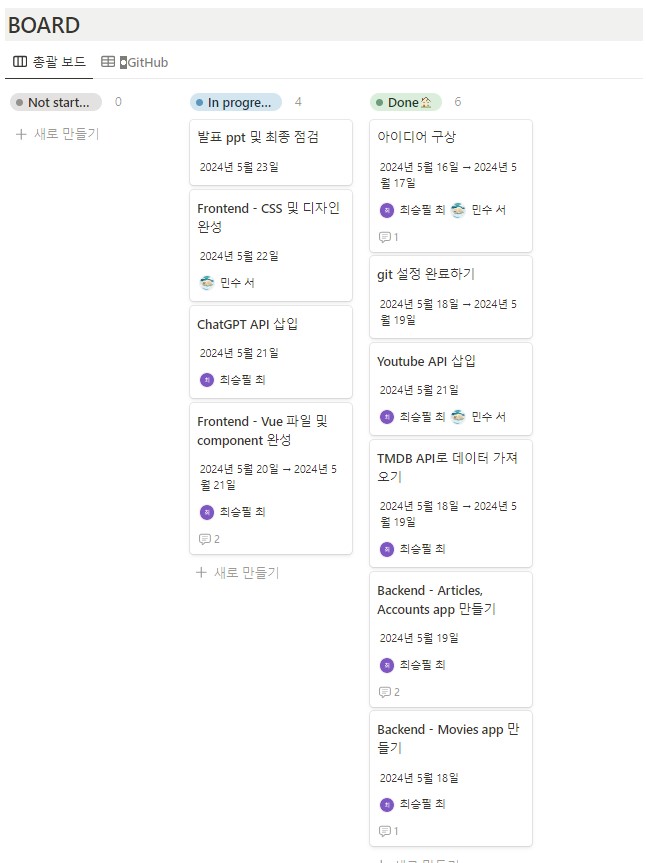 BOARD
총괄 보드
GitHub
Not start... 0
+ 새로 만들기
In progre... 4
발표 ppt 및 최종 점검
2024년 5월 23일
Frontend - CSS 및 디자인
완성
2024년 5월 22일
민수 서
ChatGPT API 삽입
2024년 5월 21일
최 최승필 최
Frontend - Vue 파일 및
component 완성
2024년 5월 20일 → 2024년 5
월 21일
최 최승필 최
2
+ 새로 만들기
Done 6
아이디어 구상
2024년 5월 16일 → 2024년 5
월 17일
최 최승필 최 민수 서
1
git 설정 완료하기
2024년 5월 18일 → 2024년 5
월 19일
Youtube API 삽입
2024년 5월 21일
최 최승필 최 민수 서
TMDB API로 데이터 가져
오기
2024년 5월 18일 → 2024년 5
월 19일
최 최승필 최
Backend - Articles,
Accounts app 만들기
2024년 5월 19일
최 최승필 최
2
Backend - Movies app 만
들기
2024년 5월 18일
최 최승필 최
1